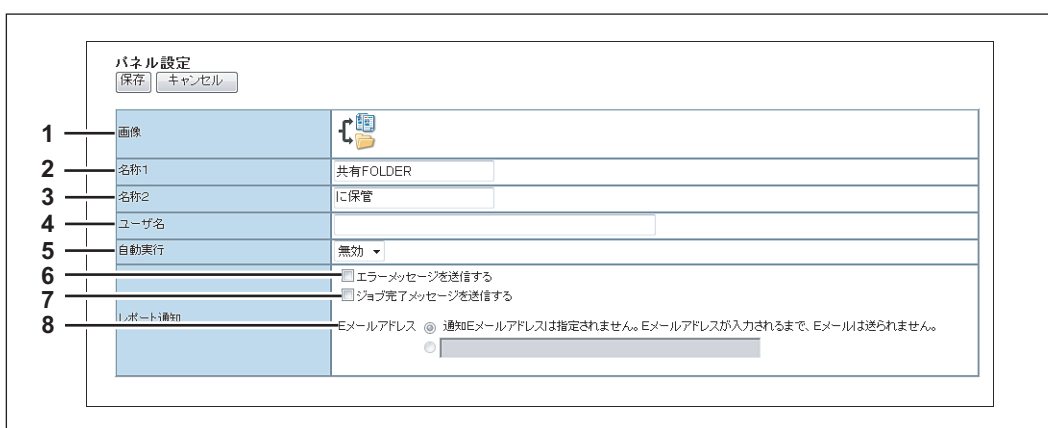 パネル設定
保存 キャンセル
1 画像
2 名称1 共有FOLDER
3 名称2 に保管
4 ユーザ名
5 自動実行 無効
6 エラーメッセージを送信する
7 ジョブ完了メッセージを送信する
レポート通知
8 Eメールアドレス 通知Eメールアドレスは指定されません。Eメールアドレスが入力されるまで、Eメールは送られません。